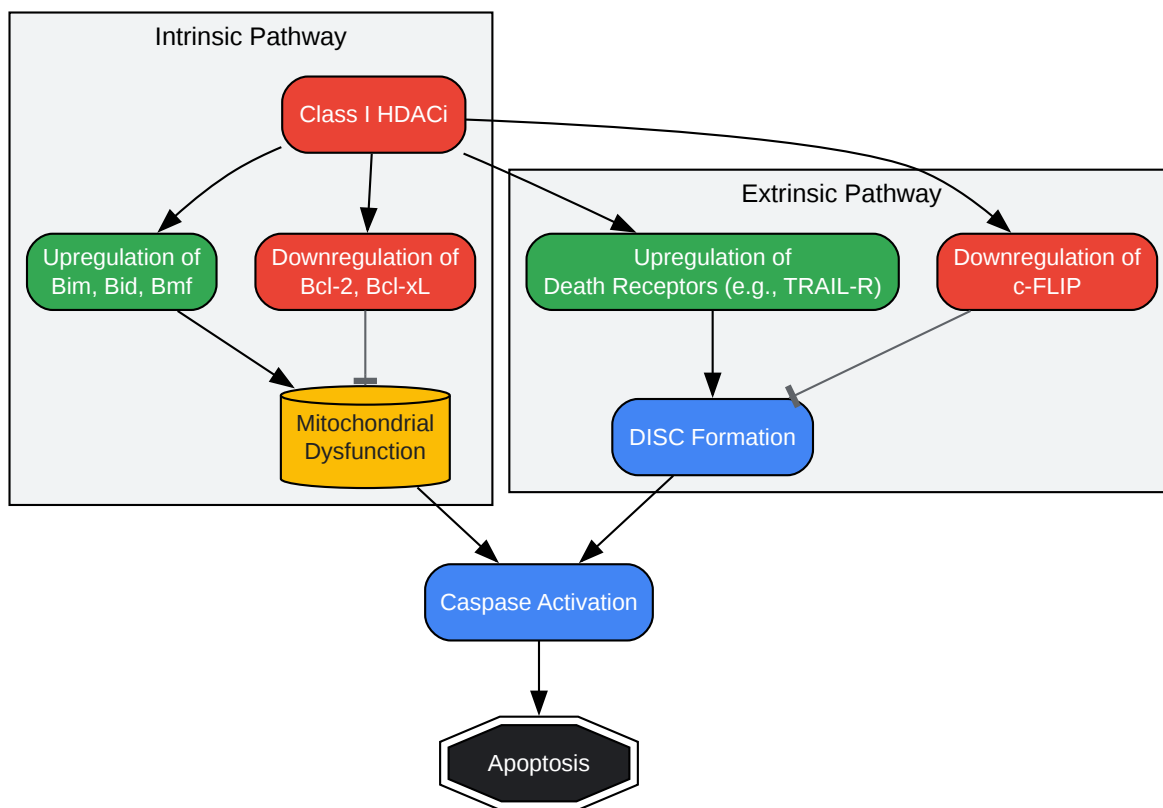 Intrinsic Pathway
Class I HDACi
Extrinsic Pathway
Upregulation of
Bim, Bid, Bmf
Downregulation of
Bcl-2, Bcl-xL
Upregulation of
Death Receptors (e.g., TRAIL-R)
Downregulation of
c-FLIP
Mitochondrial
Dysfunction
DISC Formation
Caspase Activation
Apoptosis